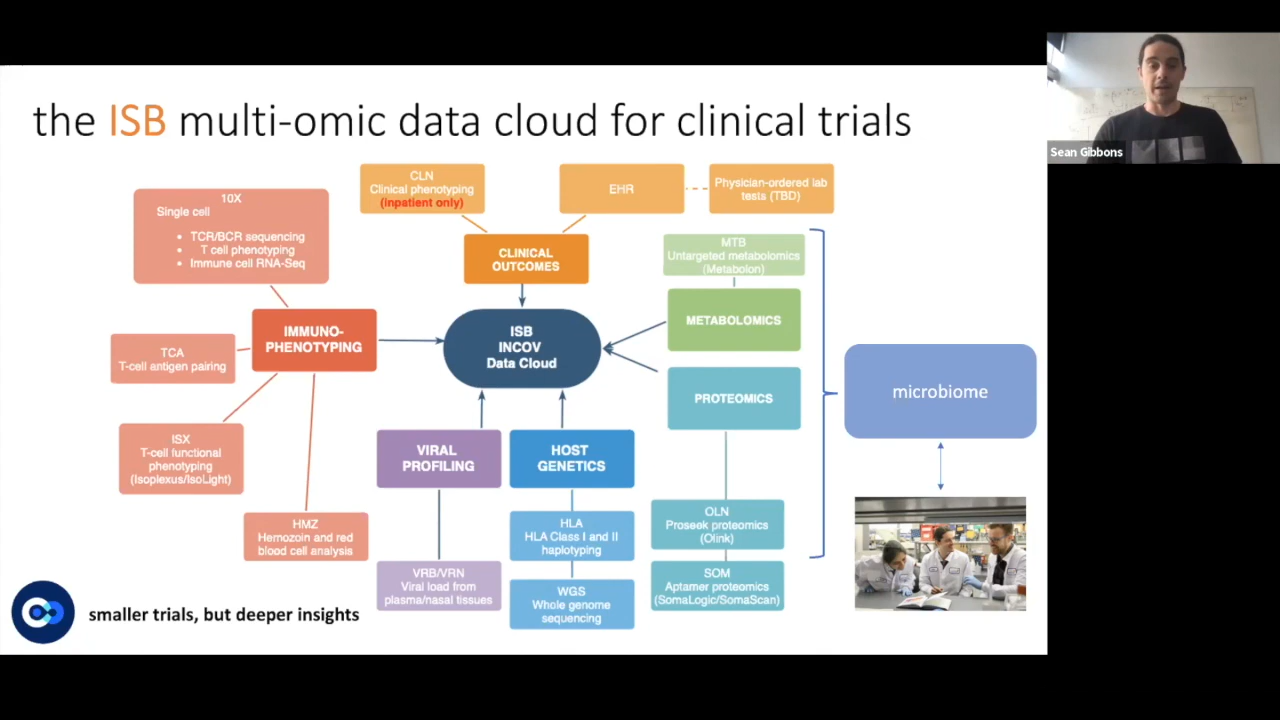 the ISB multi-omic data cloud for clinical trials
Sean Gibbons
CLN
Clinical phenotyping
(inpatient only)
EHR
Physician-ordered lab
tests (TBD)
10X
Single cell
• TCR/BCR sequencing
• T cell phenotyping
• Immune cell RNA-Seq
CLINICAL
OUTCOMES
MTB
Untargeted metabolomics
(Metabolon)
METABOLOMICS
IMMUNO-
PHENOTYPING
ISB
INCOV
Data Cloud
TCA
T-cell antigen pairing
PROTEOMICS
microbiome
ISX
T-cell functional
phenotyping
(Isoplexus/IsoLight)
VIRAL
PROFILING
HOST
GENETICS
HMZ
Hemozoin and red
blood cell analysis
HLA
HLA Class I and II
haplotyping
OLN
Proseek proteomics
(Olink)
VRB/VRN
Viral load from
plasma/nasal tissues
WGS
Whole genome
sequencing
SOM
Aptamer proteomics
(SomaLogic/SomaScan)
smaller trials, but deeper insights